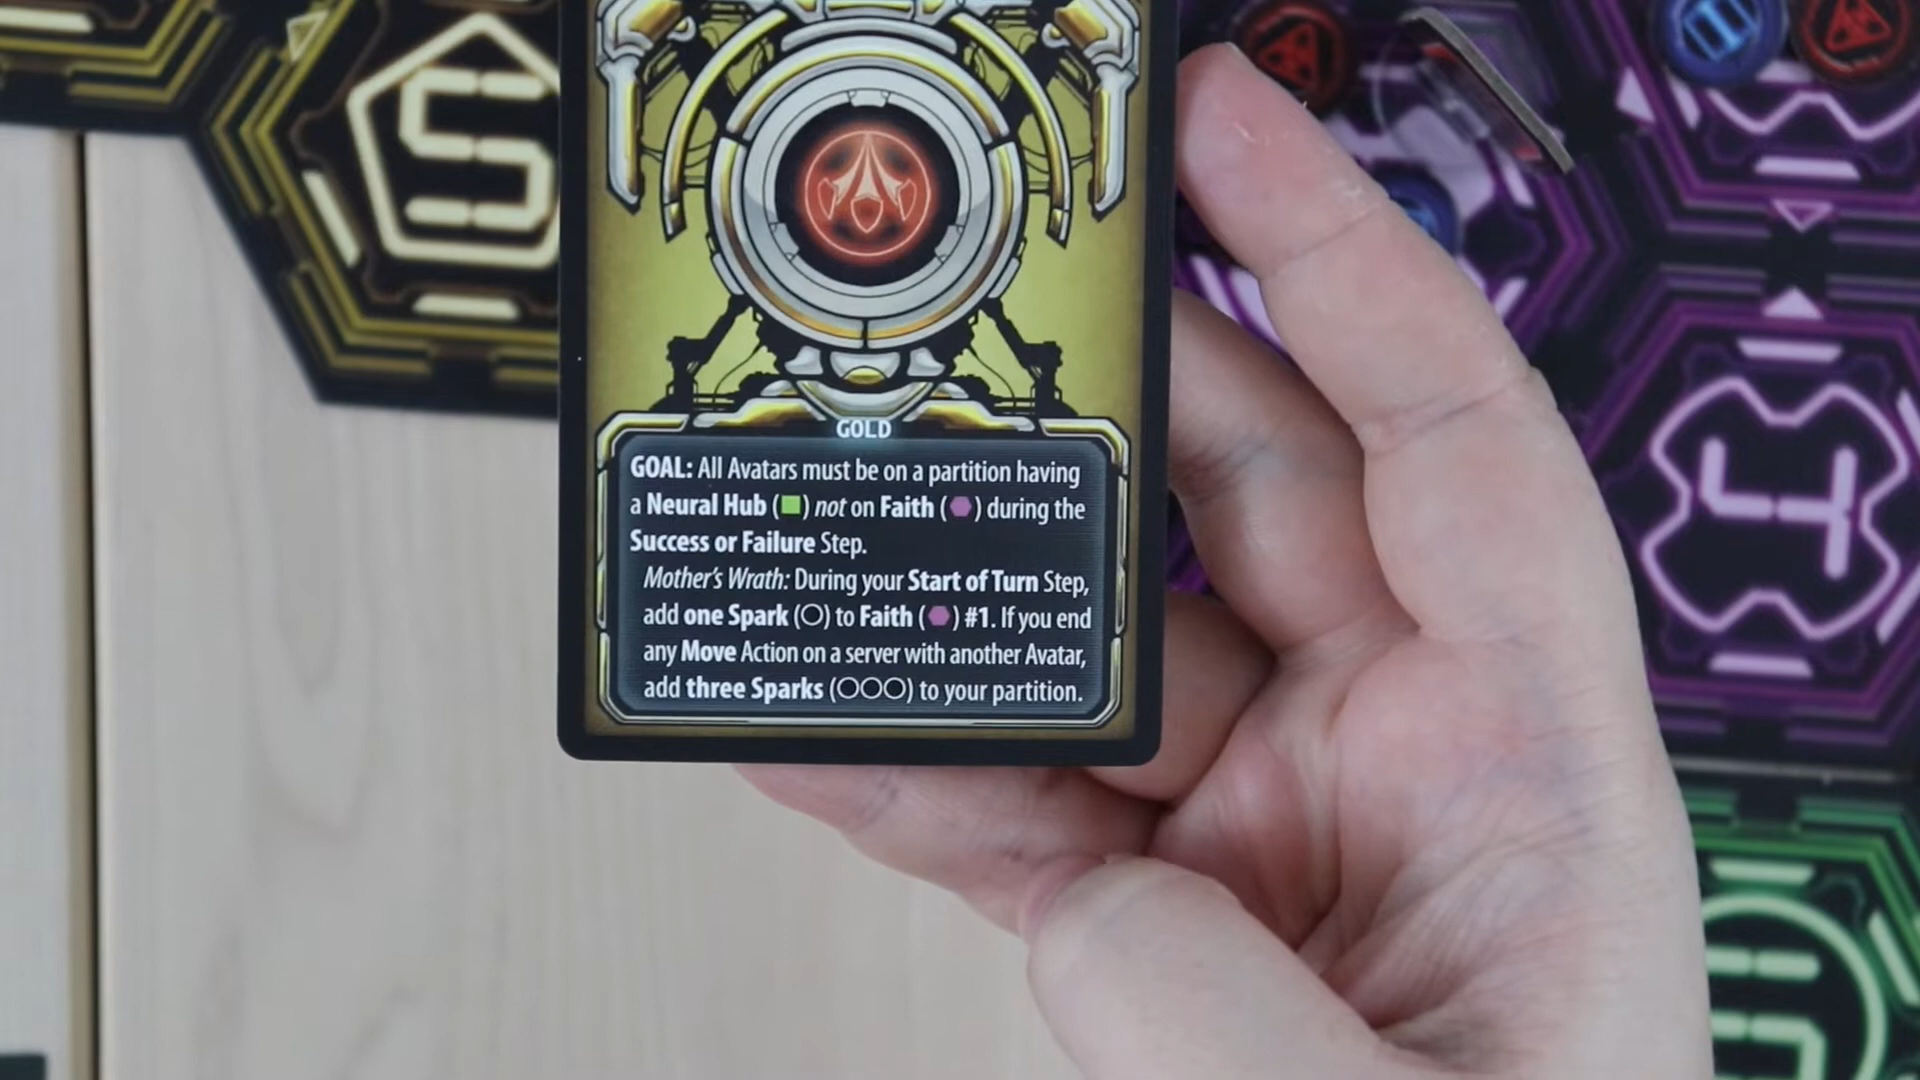 5
GOLD
GOAL: All Avatars must be on a partition having
a Neural Hub (🟩) not on Faith (⬣) during the
Success or Failure Step.
Mother's Wrath: During your Start of Turn Step,
add one Spark (○) to Faith (⬣) #1. If you end
any Move Action on a server with another Avatar,
add three Sparks (○○○) to your partition.
4